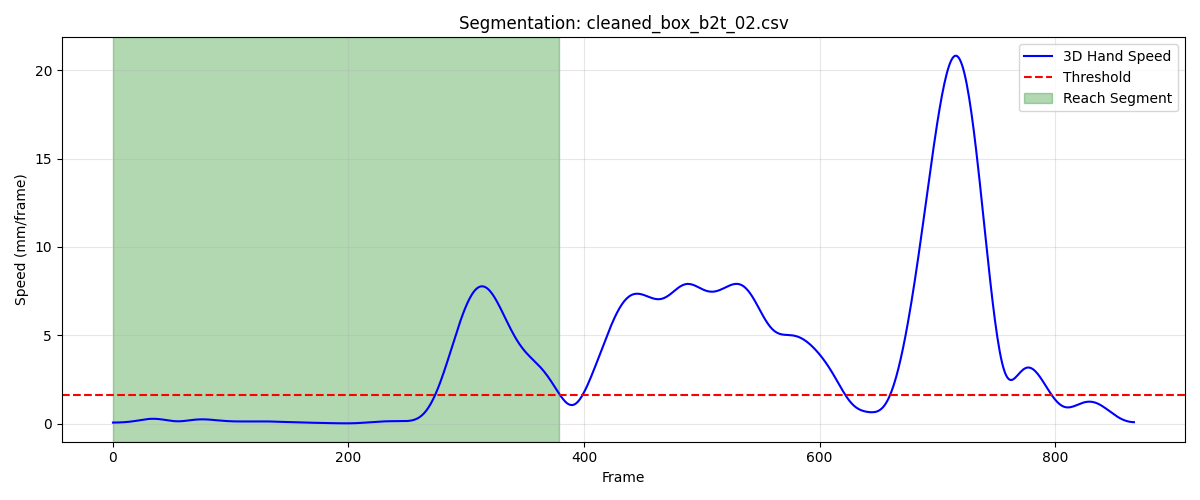 Segmentation: cleaned_box_b2t_02.csv
3D Hand Speed
Threshold
Reach Segment
Speed (mm/frame)
20
15
10
5
0
0 200 400 600 800
Frame